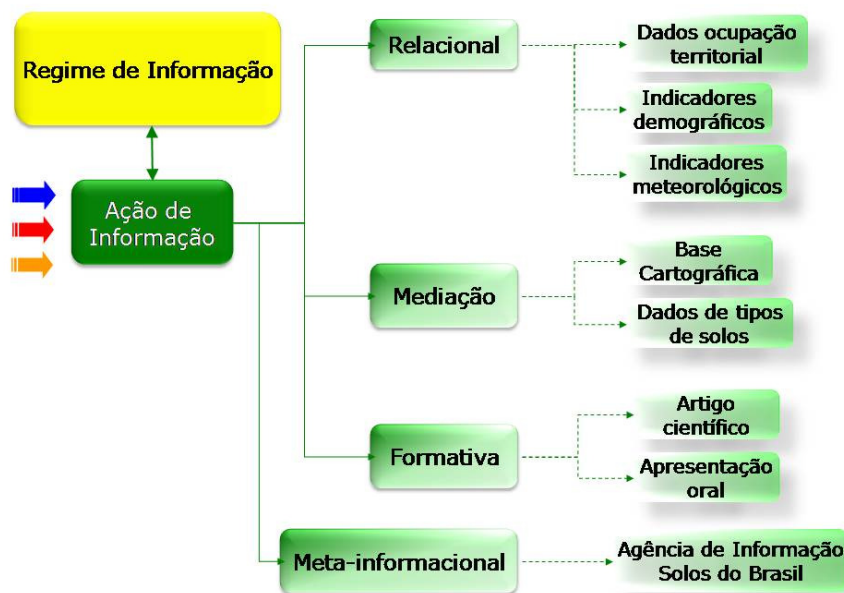 Regime de Informação
Ação de
Informação
Relacional
Dados ocupação
territorial
Indicadores
demográficos
Indicadores
meteorológicos
Mediação
Base
Cartográfica
Dados de tipos
de solos
Formativa
Artigo
científico
Apresentação
oral
Meta-informacional
Agência de Informação
Solos do Brasil